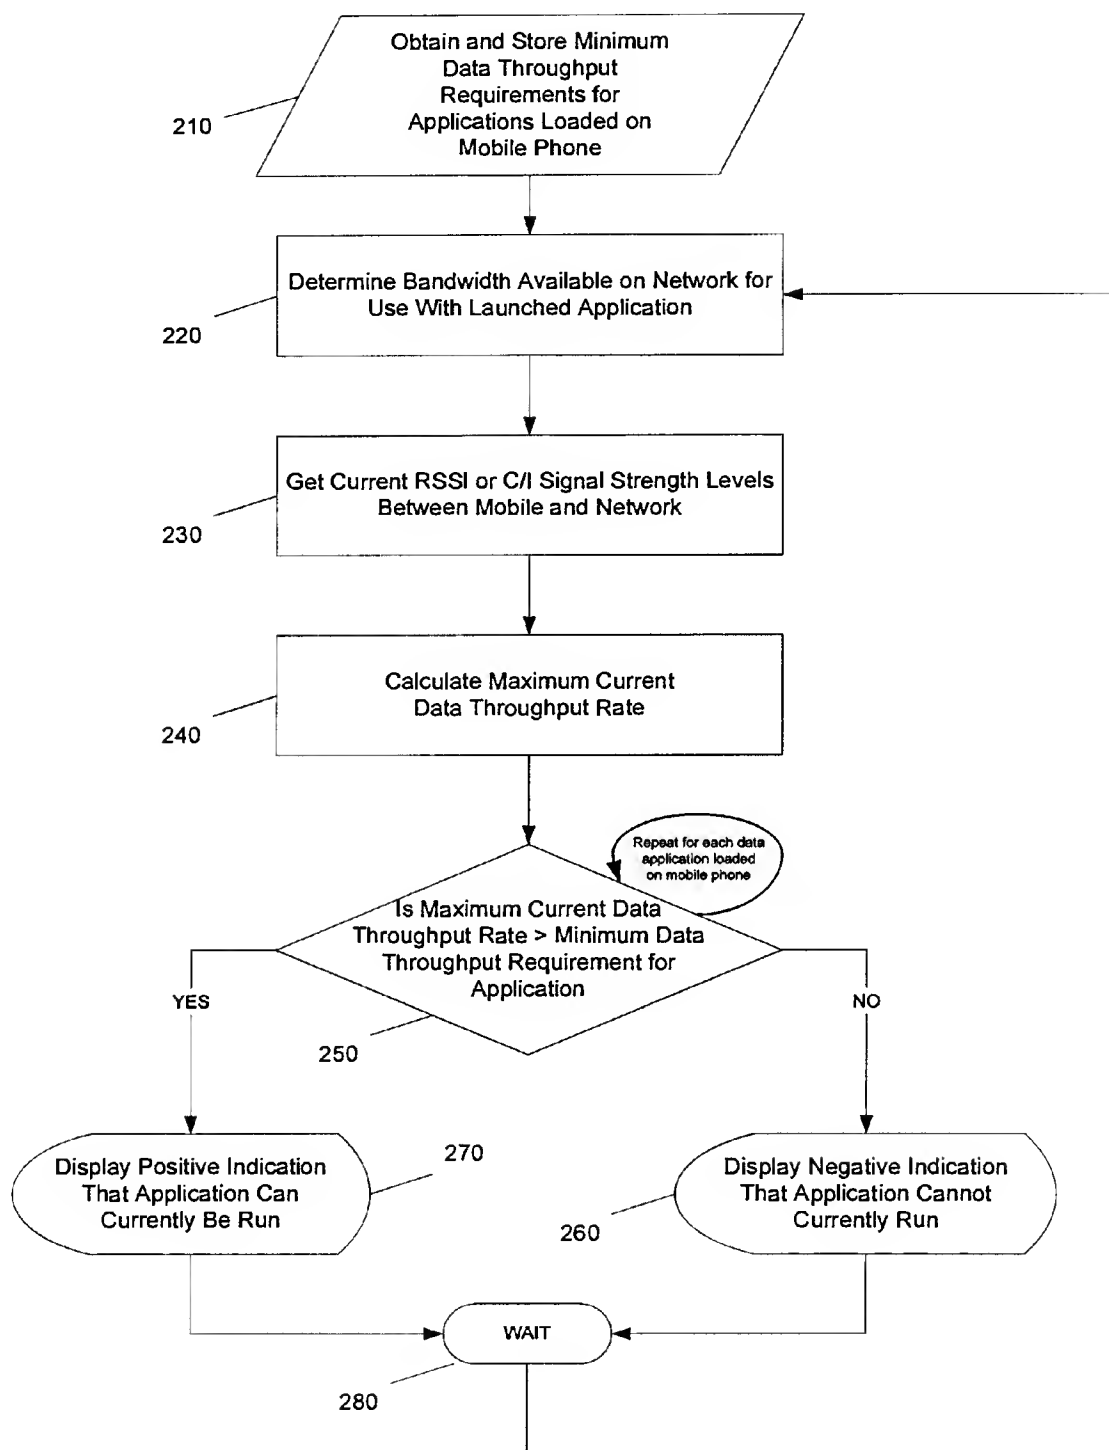 Obtain and Store Minimum
Data Throughput
Requirements for
Applications Loaded on
Mobile Phone
210
Determine Bandwidth Available on Network for
Use With Launched Application
220
Get Current RSSI or C/I Signal Strength Levels
Between Mobile and Network
230
Calculate Maximum Current
Data Throughput Rate
240
Repeat for each data
application loaded
on mobile phone
Is Maximum Current Data
Throughput Rate > Minimum Data
Throughput Requirement for
Application
YES
NO
250
Display Positive Indication
That Application Can
Currently Be Run
270
Display Negative Indication
That Application Cannot
Currently Run
260
WAIT
280